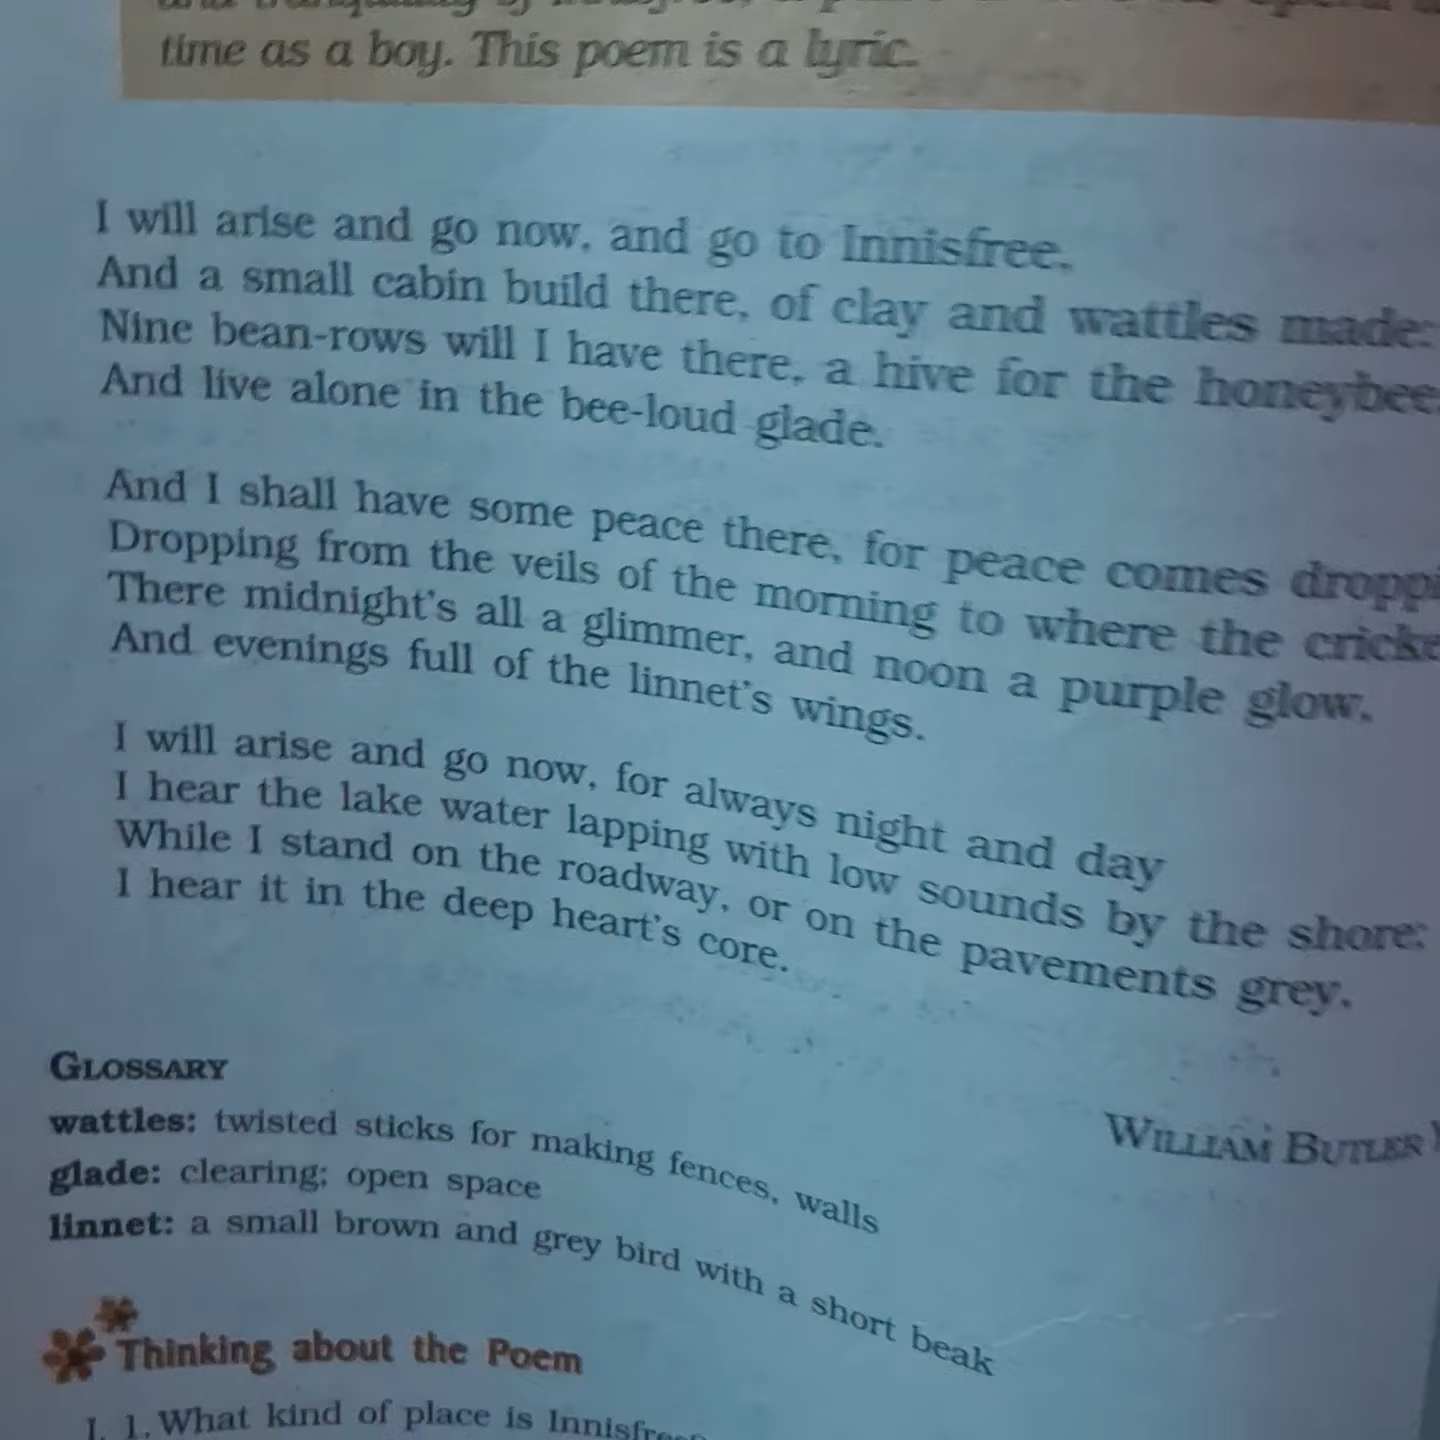 time as a boy. This poem is a lyric.
I will arise and go now, and go to Innisfree,
And a small cabin build there, of clay and wattles made:
Nine bean-rows will I have there, a hive for the honeybee,
And live alone in the bee-loud glade.
And I shall have some peace there, for peace comes droppi
Dropping from the veils of the morning to where the cricke
There midnight's all a glimmer, and noon a purple glow,
And evenings full of the linnet's wings.
I will arise and go now, for always night and day
I hear the lake water lapping with low sounds by the shore:
While I stand on the roadway, or on the pavements grey,
I hear it in the deep heart's core.
WILLIAM BUTLER
GLOSSARY
wattles: twisted sticks for making fences, walls
glade: clearing; open space
linnet: a small brown and grey bird with a short beak
Thinking about the Poem
I. 1. What kind of place is Innisfree?